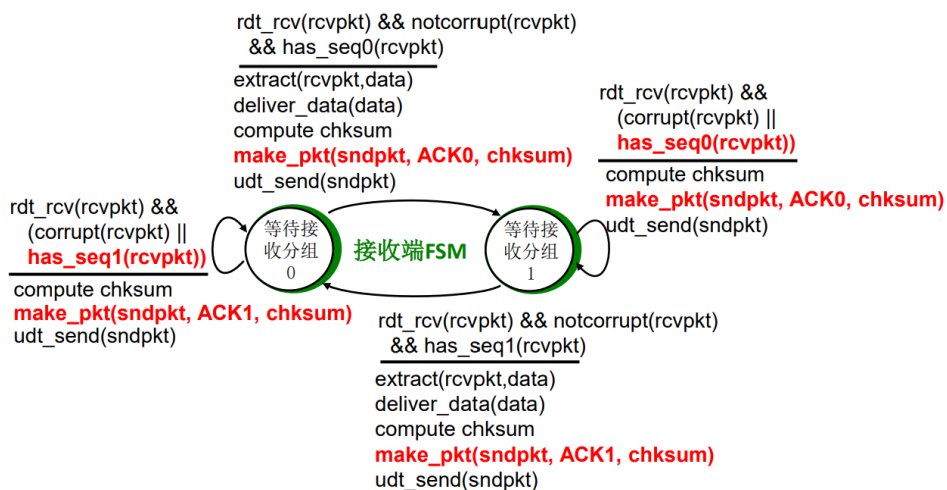 rdt_rcv(rcvpkt) && notcorrupt(rcvpkt)
&& has_seq0(rcvpkt)
extract(rcvpkt,data)
deliver_data(data)
compute chksum
make_pkt(sndpkt, ACK0, chksum)
udt_send(sndpkt)
rdt_rcv(rcvpkt) &&
(corrupt(rcvpkt) ||
has_seq0(rcvpkt))
compute chksum
make_pkt(sndpkt, ACK0, chksum)
udt_send(sndpkt)
rdt_rcv(rcvpkt) &&
(corrupt(rcvpkt) ||
has_seq1(rcvpkt))
compute chksum
make_pkt(sndpkt, ACK1, chksum)
udt_send(sndpkt)
等待接
收分组
0
接收端FSM
等待接
收分组
1
rdt_rcv(rcvpkt) && notcorrupt(rcvpkt)
&& has_seq1(rcvpkt)
extract(rcvpkt,data)
deliver_data(data)
compute chksum
make_pkt(sndpkt, ACK1, chksum)
udt_send(sndpkt)